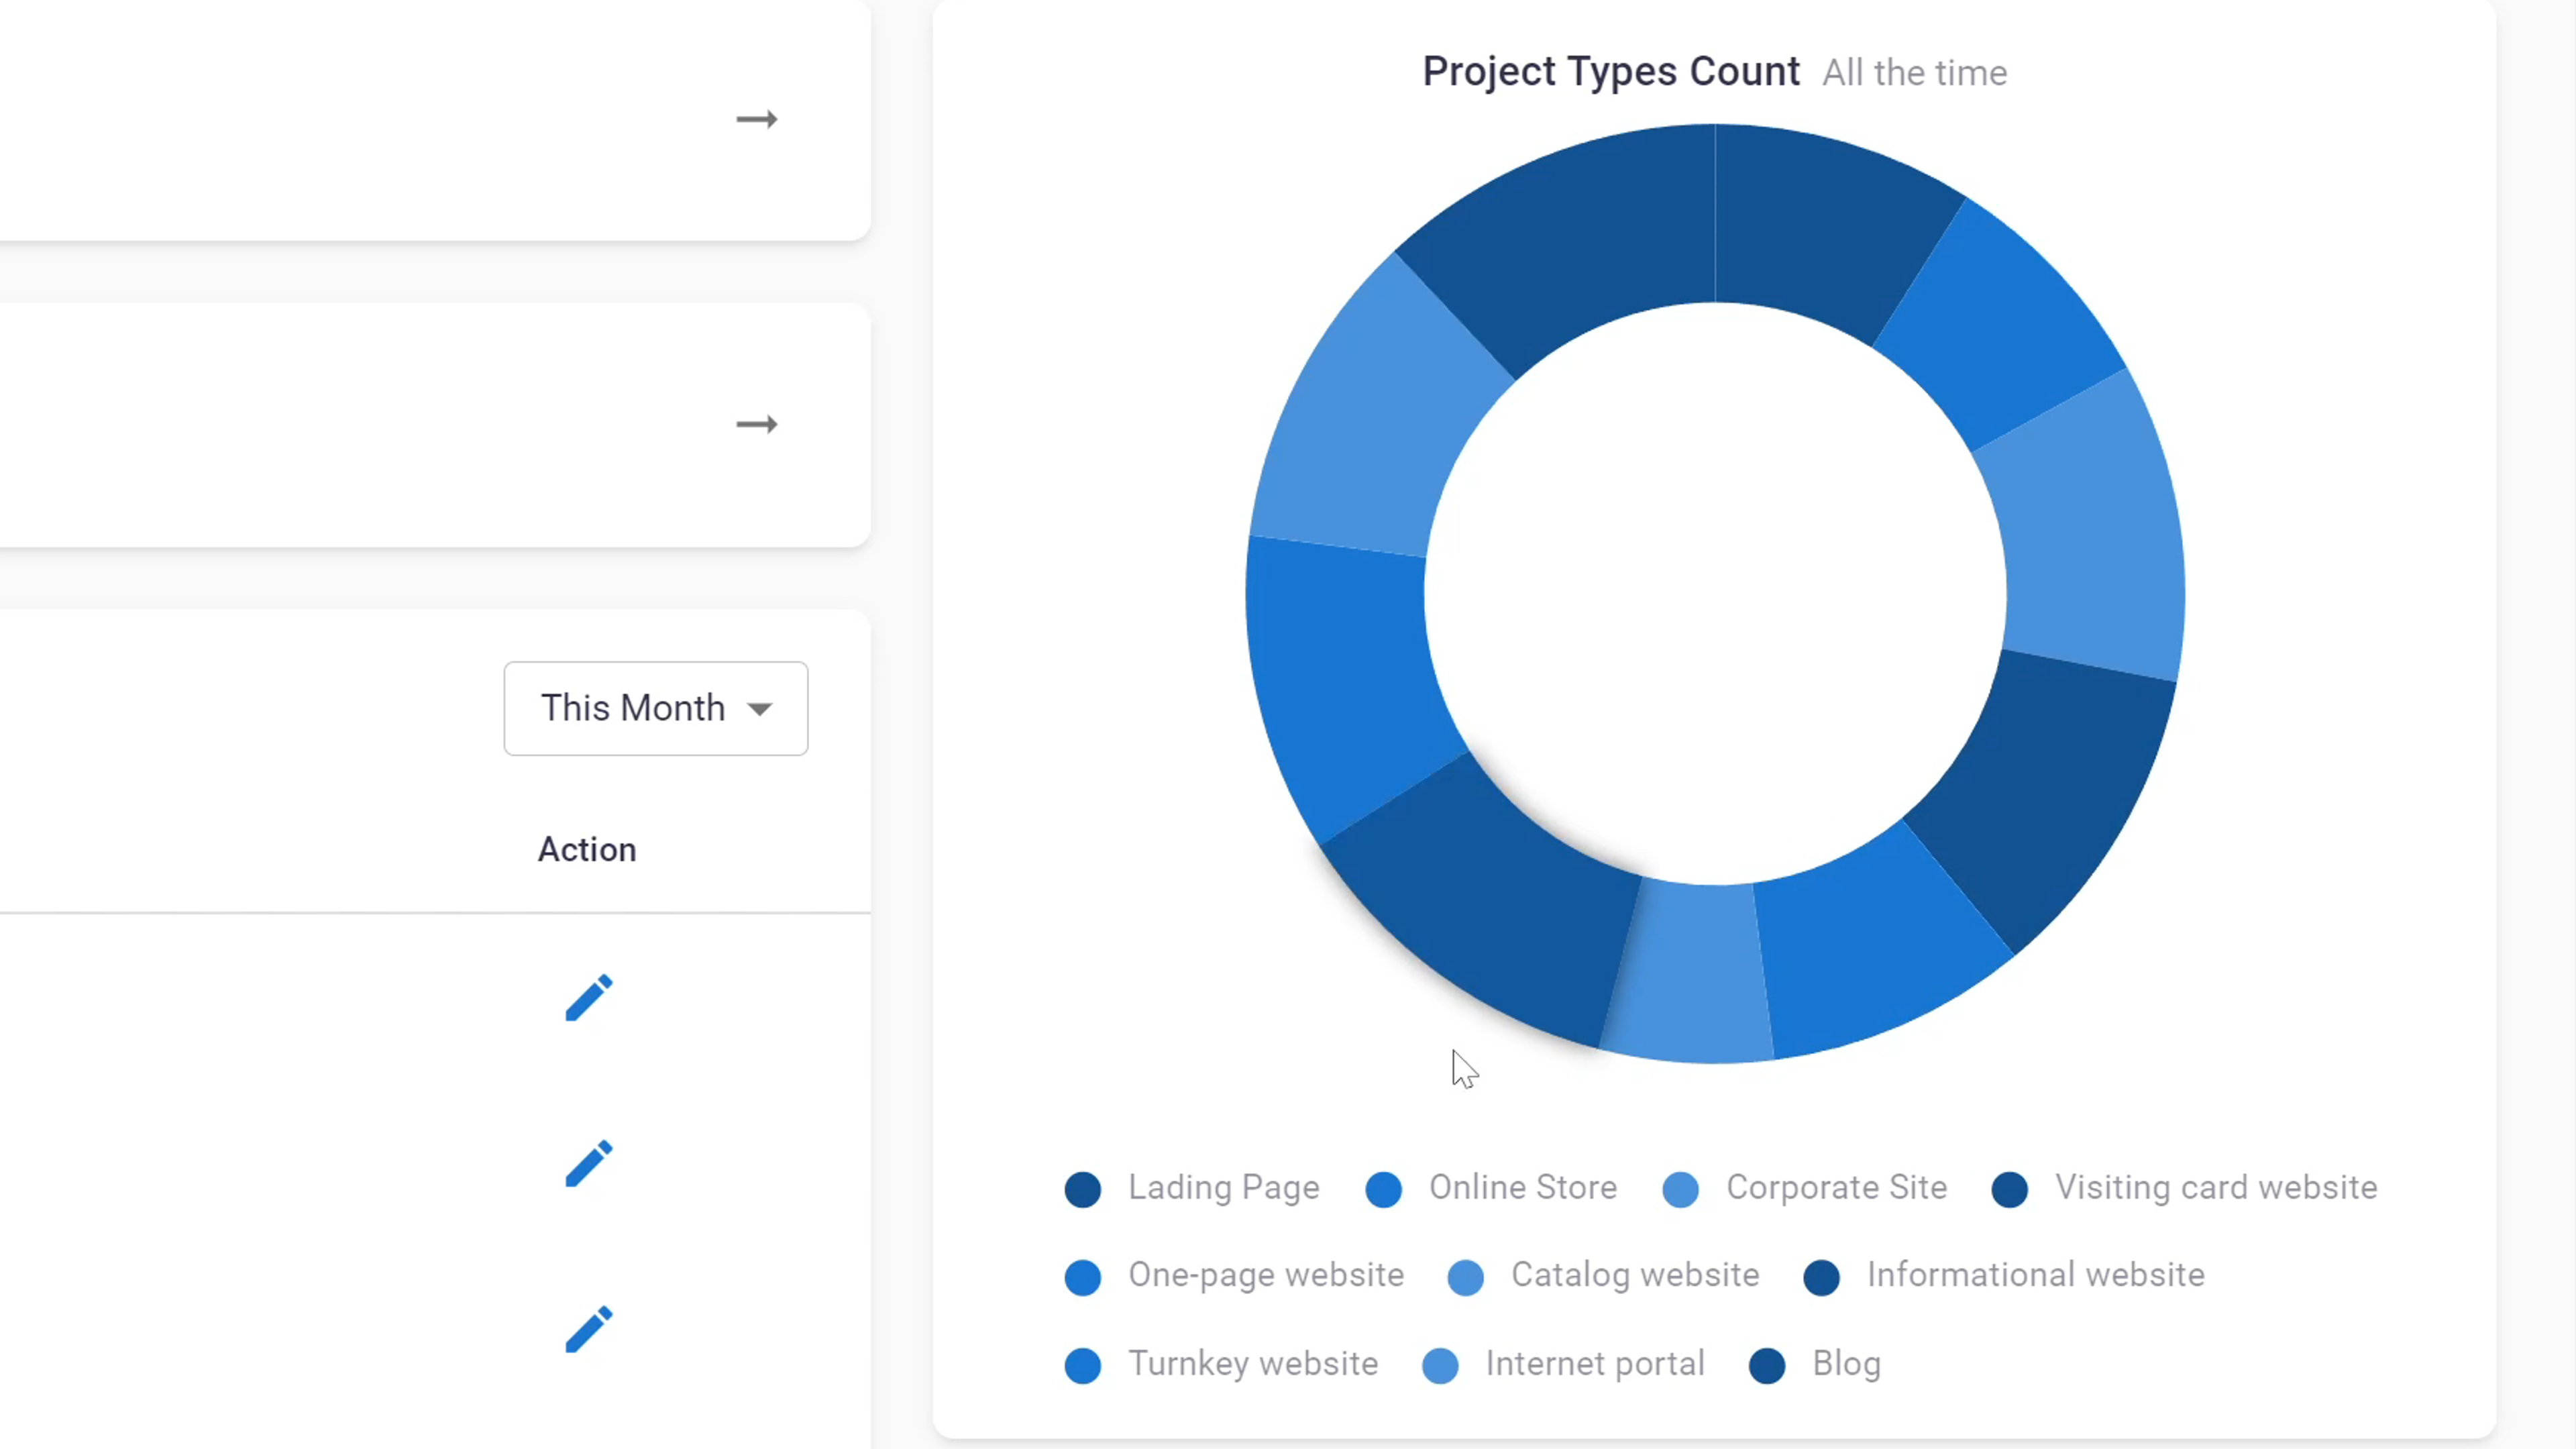 Project Types Count All the time
This Month
Action
Lading Page Online Store Corporate Site Visiting card website
One-page website Catalog website Informational website
Turnkey website Internet portal Blog